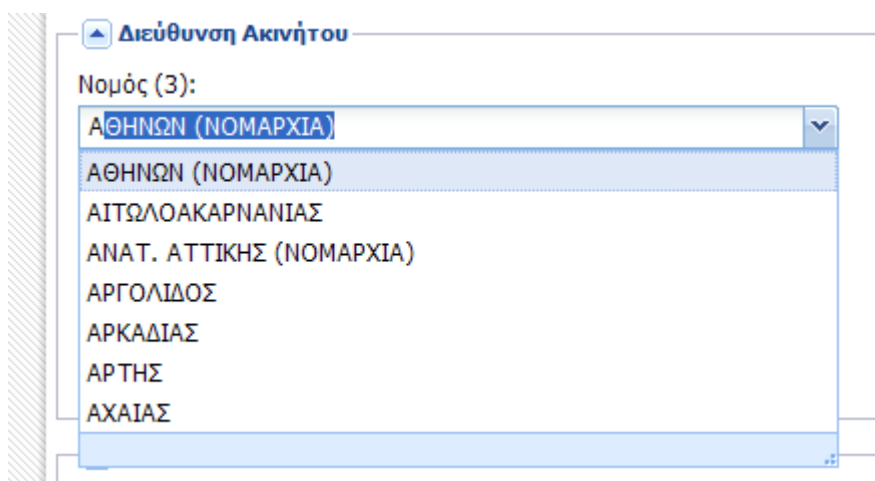 Διεύθυνση Ακινήτου
Νομός (3):
ΑΘΗΝΩΝ (ΝΟΜΑΡΧΙΑ)
ΑΘΗΝΩΝ (ΝΟΜΑΡΧΙΑ)
ΑΙΤΩΛΟΑΚΑΡΝΑΝΙΑΣ
ΑΝΑΤ. ΑΤΤΙΚΗΣ (ΝΟΜΑΡΧΙΑ)
ΑΡΓΟΛΙΔΟΣ
ΑΡΚΑΔΙΑΣ
ΑΡΤΗΣ
ΑΧΑΙΑΣ